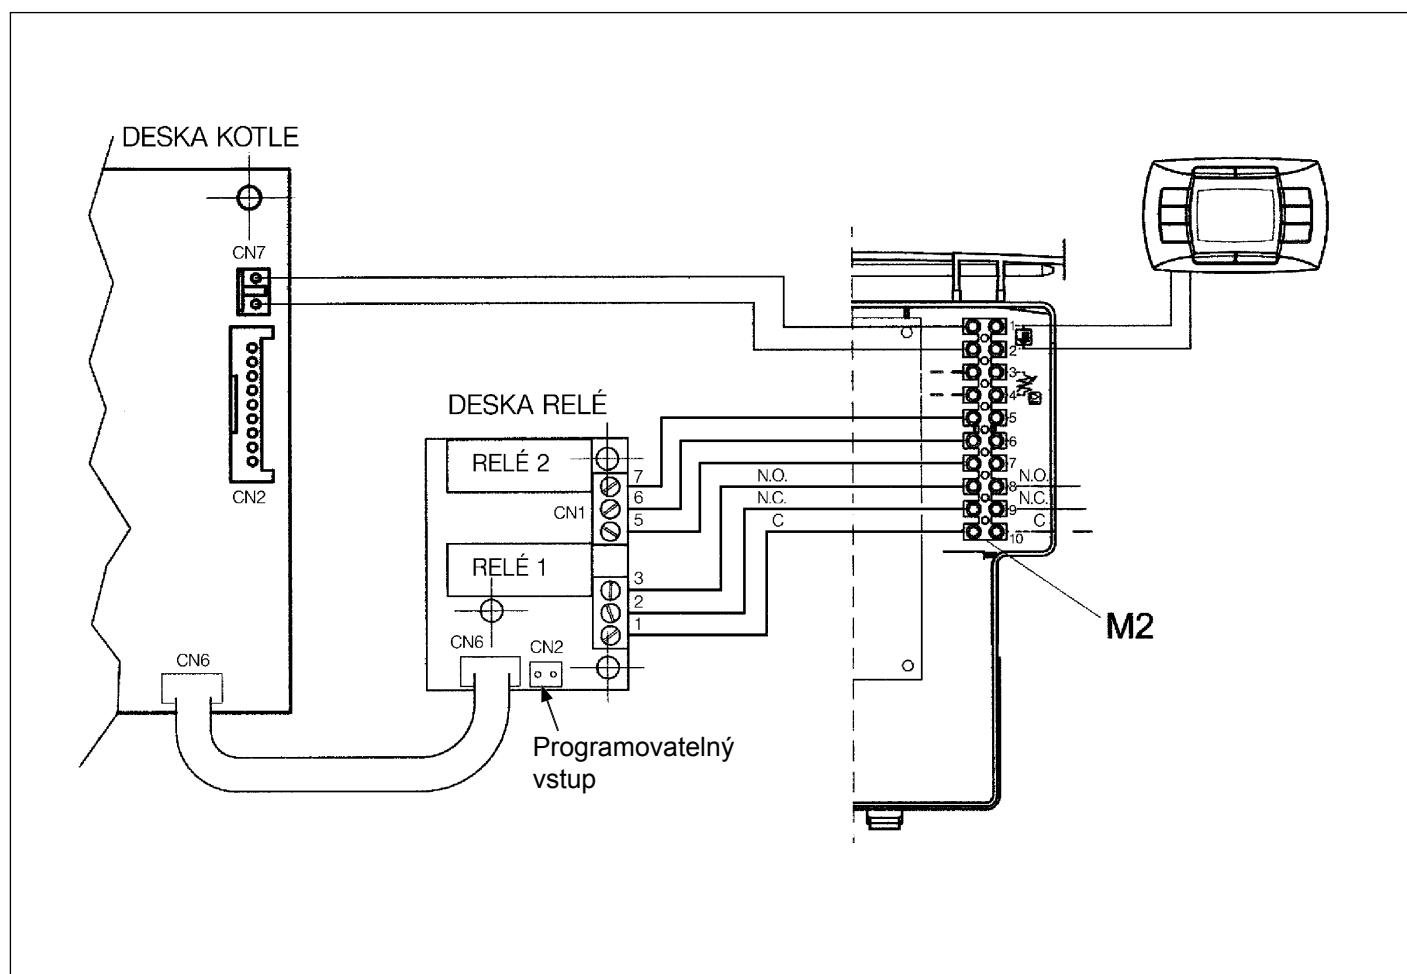 DESKA KOTLE
CN7
CN2
CN6
DESKA RELÉ
RELÉ 2
CN1
7
6
5
RELÉ 1
3
2
1
CN6
CN2
Programovatelný
vstup
N.O.
N.C.
C
1
2
3
4
5
6
7
8
9
10
N.O.
N.C.
C
M2